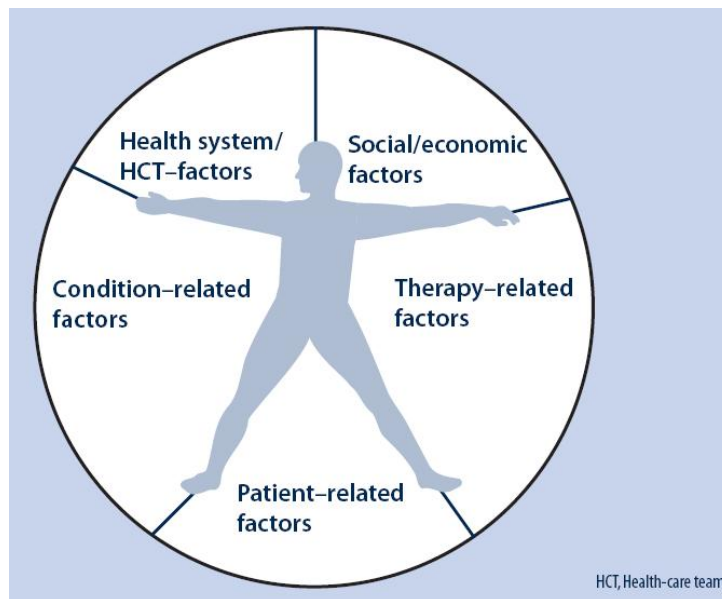 Health system/
HCT–factors
Social/economic
factors
Condition–related
factors
Therapy–related
factors
Patient–related
factors
HCT, Health-care team